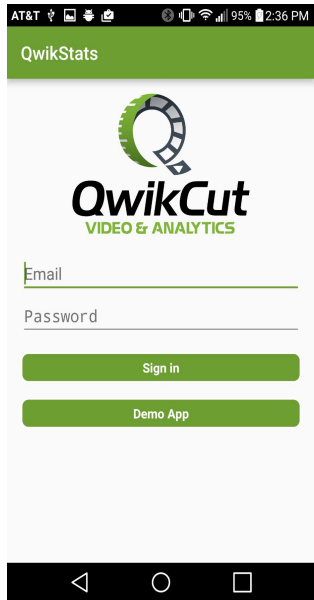 AT&T 95% 2:36 PM
QwikStats
QwikCut
VIDEO & ANALYTICS
Email
Password
Sign in
Demo App